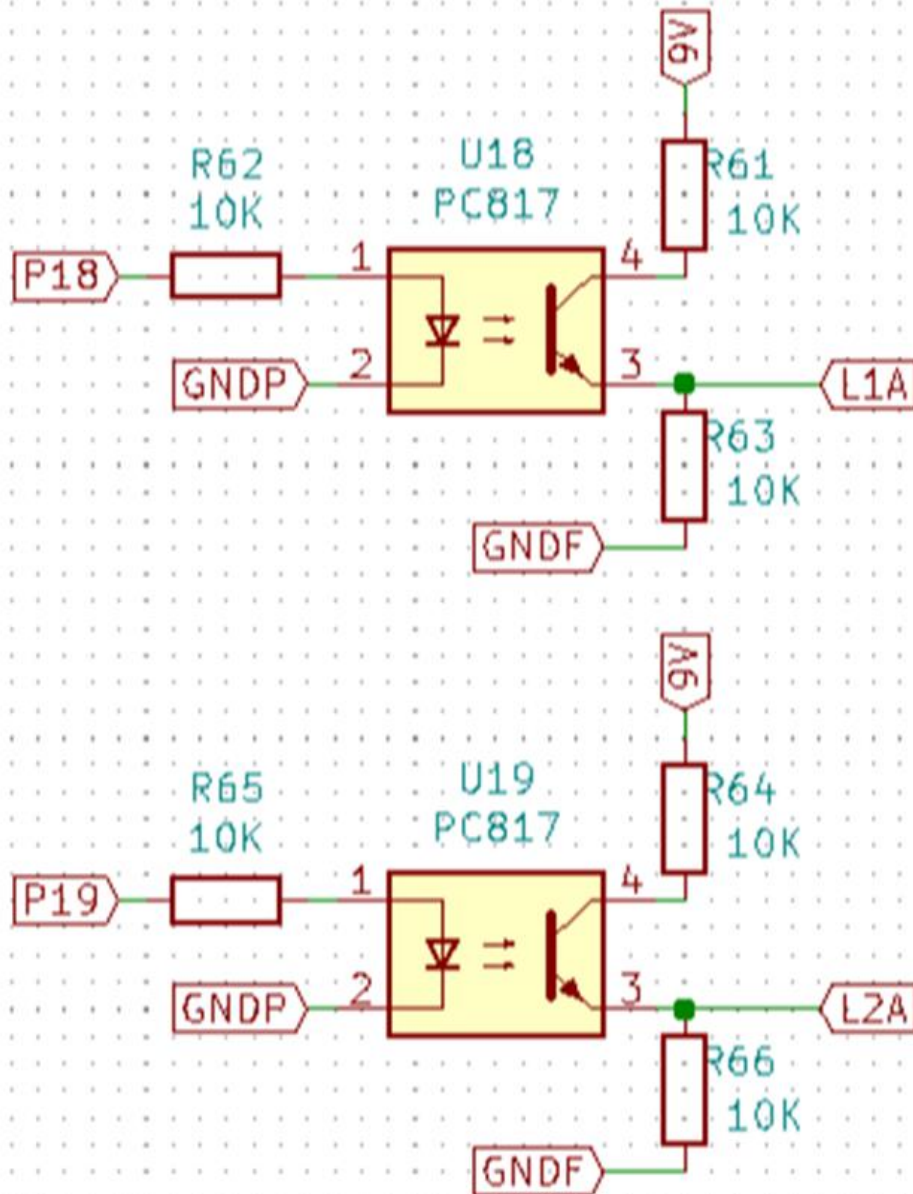 9V
R62
10K
U18
PC817
R61
10K
P18
1
4
GNDP
2
3
L1A
R63
10K
GNDF
9V
R65
10K
U19
PC817
R64
10K
P19
1
4
GNDP
2
3
L2A
R66
10K
GNDF